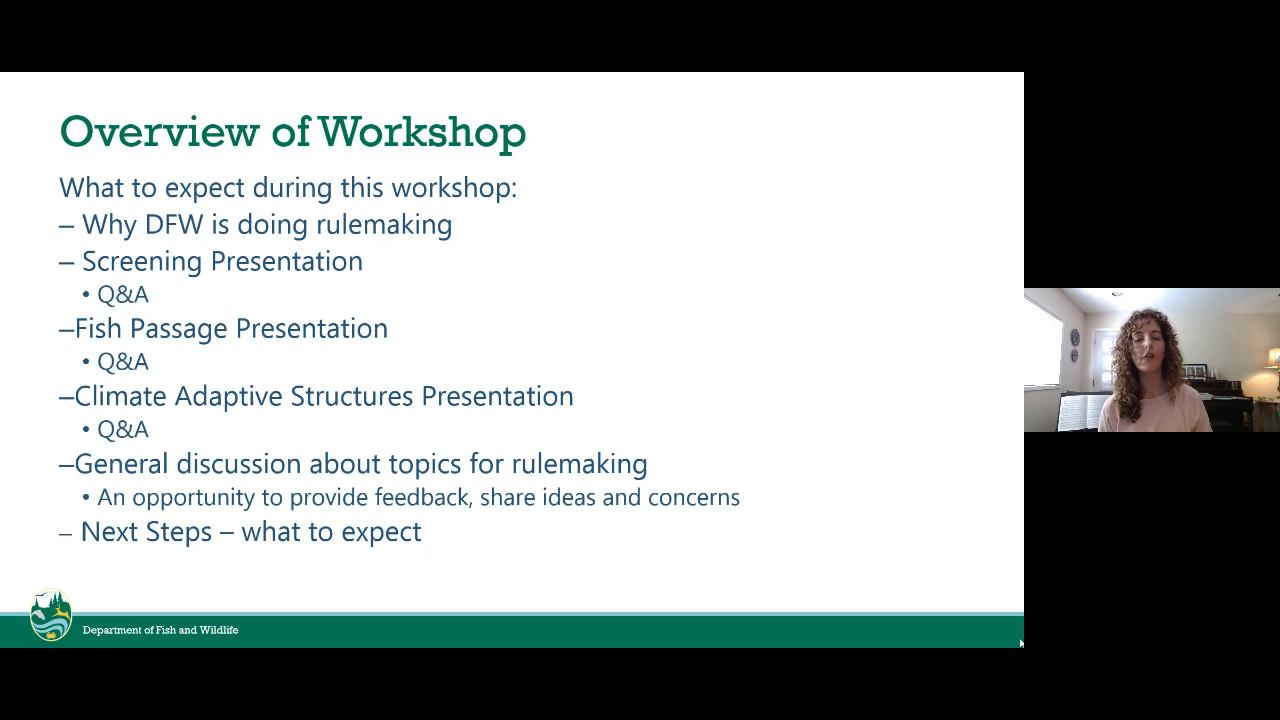 Overview of Workshop
What to expect during this workshop:
– Why DFW is doing rulemaking
– Screening Presentation
• Q&A
–Fish Passage Presentation
• Q&A
–Climate Adaptive Structures Presentation
• Q&A
–General discussion about topics for rulemaking
• An opportunity to provide feedback, share ideas and concerns
– Next Steps – what to expect
Department of Fish and Wildlife